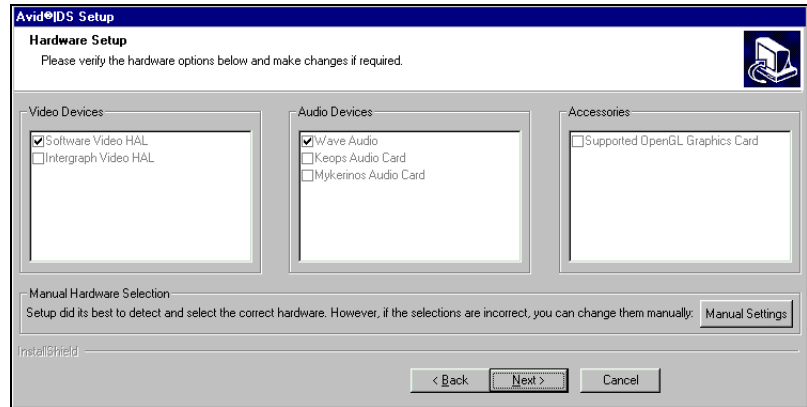 Avid®|DS Setup
Hardware Setup
Please verify the hardware options below and make changes if required.
Video Devices
Software Video HAL
Intergraph Video HAL
Audio Devices
Wave Audio
Keops Audio Card
Mykerinos Audio Card
Accessories
Supported OpenGL Graphics Card
Manual Hardware Selection
Setup did its best to detect and select the correct hardware. However, if the selections are incorrect, you can change them manually:
Manual Settings
InstallShield
< Back
Next >
Cancel